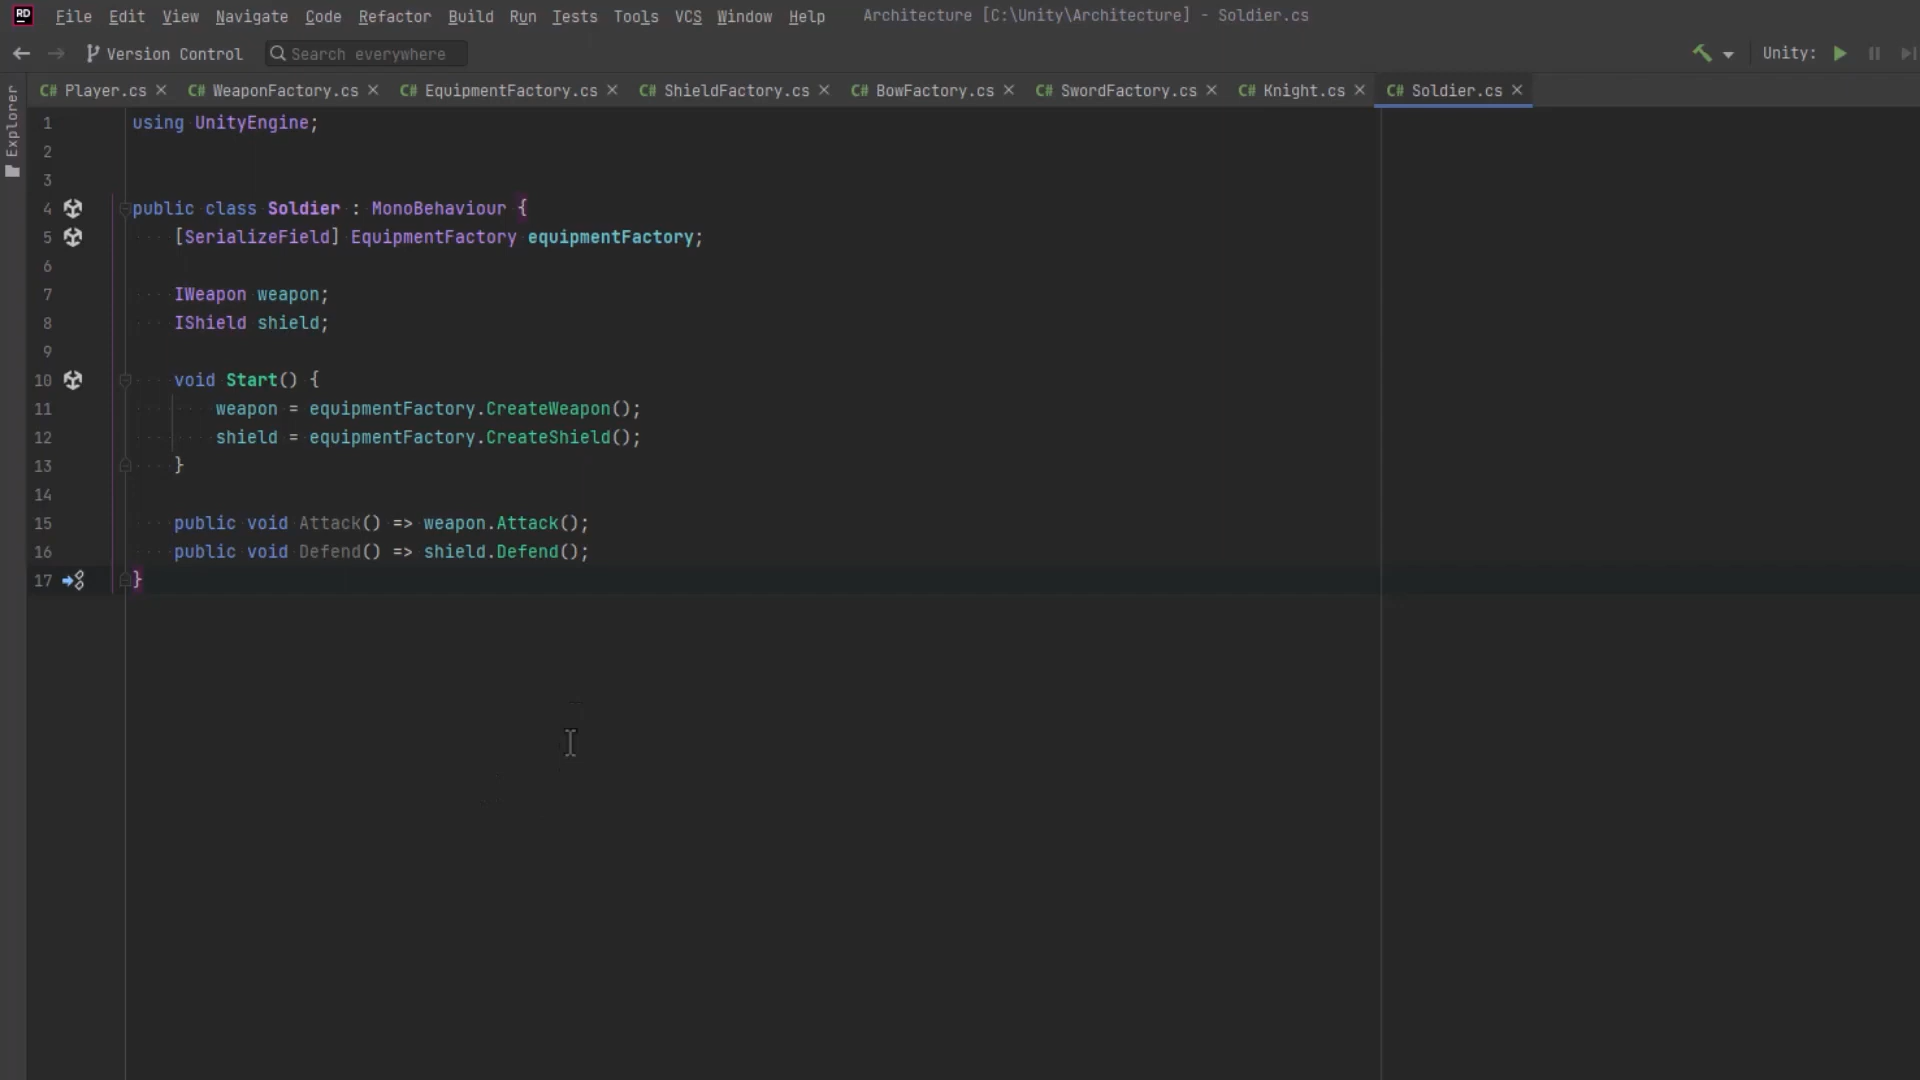 RD File Edit View Navigate Code Refactor Build Run Tests Tools VCS Window Help Architecture [C:\Unity\Architecture] - Soldier.cs
Version Control Search everywhere Unity:
C# Player.cs C# WeaponFactory.cs C# EquipmentFactory.cs C# ShieldFactory.cs C# BowFactory.cs C# SwordFactory.cs C# Knight.cs C# Soldier.cs
Explorer
1 using UnityEngine;
2
3
4 public class Soldier : MonoBehaviour {
5 [SerializeField] EquipmentFactory equipmentFactory;
6
7 IWeapon weapon;
8 IShield shield;
9
10 void Start() {
11 weapon = equipmentFactory.CreateWeapon();
12 shield = equipmentFactory.CreateShield();
13 }
14
15 public void Attack() => weapon.Attack();
16 public void Defend() => shield.Defend();
17 }